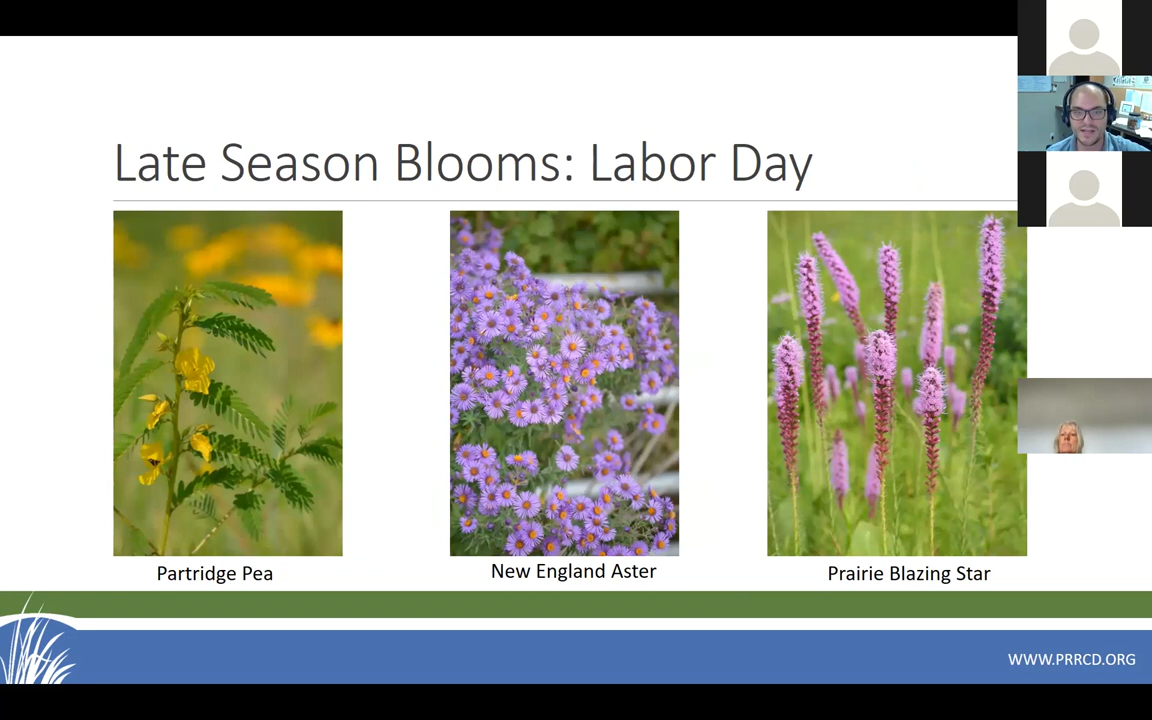 Late Season Blooms: Labor Day
Partridge Pea
New England Aster
Prairie Blazing Star
WWW.PRRCD.ORG